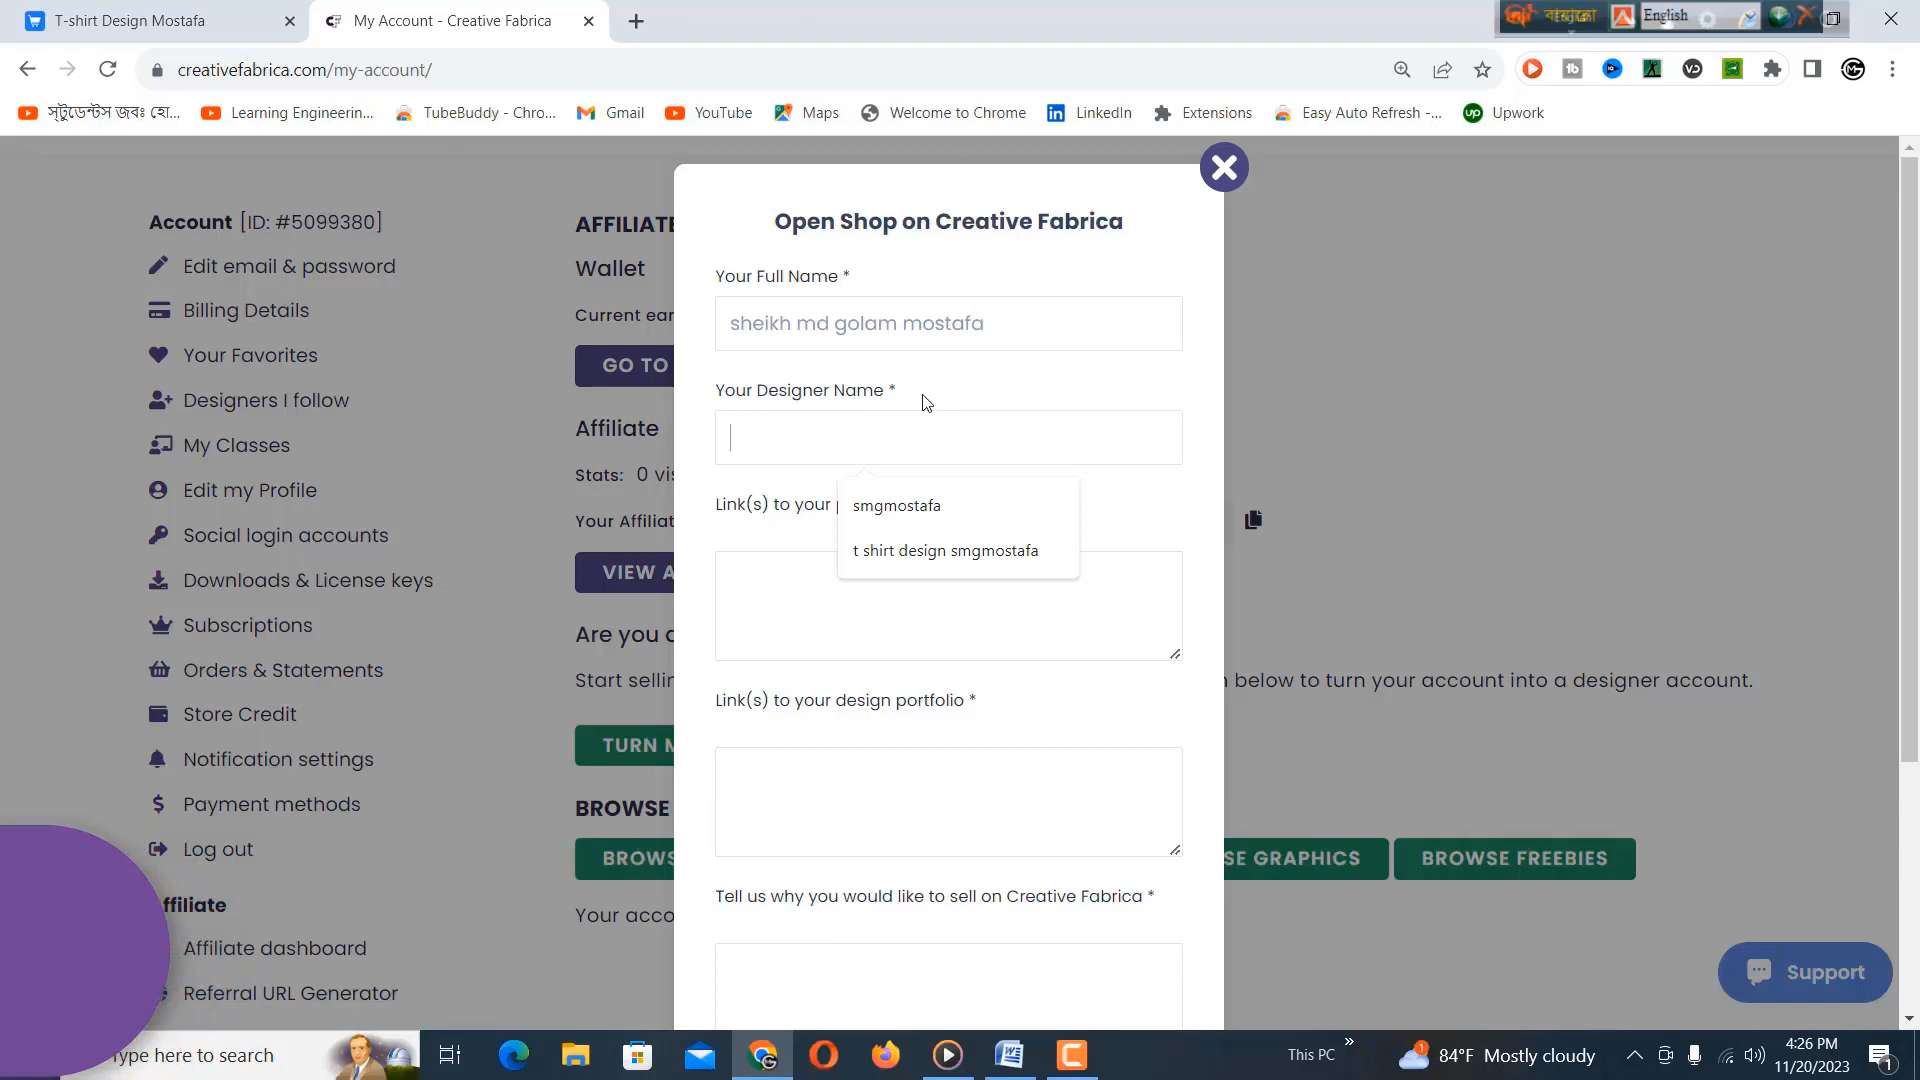 T-shirt Design Mostafa
My Account - Creative Fabrica
বায়ান্নো
English
creativefabrica.com/my-account/
স্টুডেন্টস জবঃ হো...
Learning Engineerin...
TubeBuddy - Chro...
Gmail
YouTube
Maps
Welcome to Chrome
LinkedIn
Extensions
Easy Auto Refresh -...
Upwork
Account [ID: #5099380]
Edit email & password
Billing Details
Your Favorites
Designers I follow
My Classes
Edit my Profile
Social login accounts
Downloads & License keys
Subscriptions
Orders & Statements
Store Credit
Notification settings
Payment methods
Log out
ffiliate
Affiliate dashboard
Referral URL Generator
AFFILIATE
Wallet
Current ear
GO TO
Affiliate
Stats: 0 vis
Your Affiliat
VIEW A
Are you a
Start sellin
below to turn your account into a designer account.
TURN M
BROWSE
BROWS
SE GRAPHICS
BROWSE FREEBIES
Your acco
Open Shop on Creative Fabrica
Your Full Name *
sheikh md golam mostafa
Your Designer Name *
smgmostafa
t shirt design smgmostafa
Link(s) to your p
Link(s) to your design portfolio *
Tell us why you would like to sell on Creative Fabrica *
Support
Type here to search
This PC
84°F Mostly cloudy
4:26 PM
11/20/2023
1